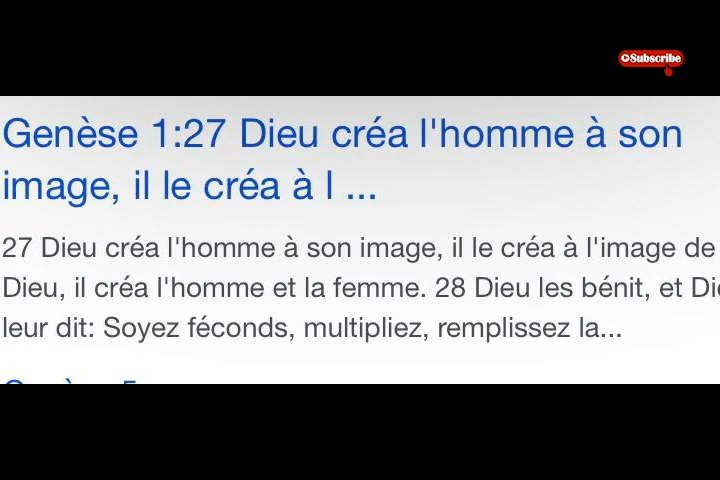 Subscribe
Genèse 1:27 Dieu créa l'homme à son
image, il le créa à l ...
27 Dieu créa l'homme à son image, il le créa à l'image de
Dieu, il créa l'homme et la femme. 28 Dieu les bénit, et Die
leur dit: Soyez féconds, multipliez, remplissez la...